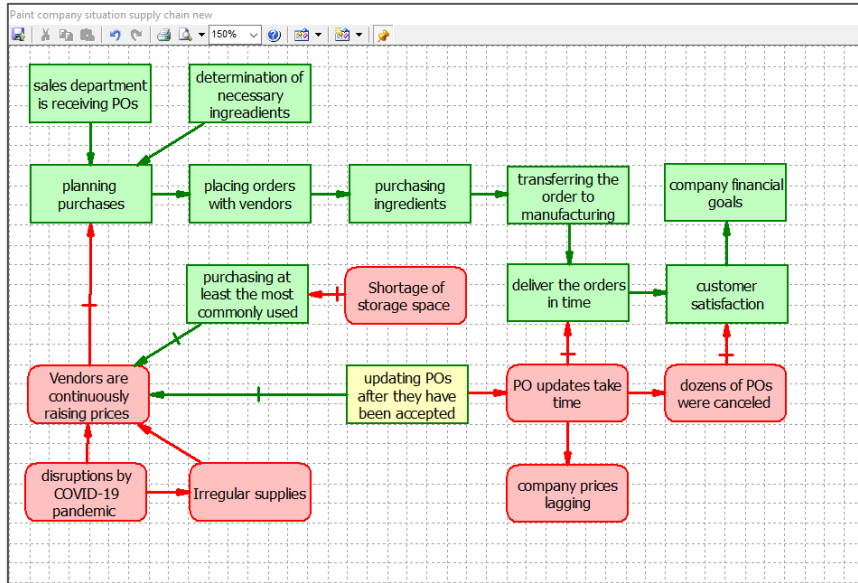 Paint company situation supply chain new
150%
sales department
is receiving POs
determination of
necessary
ingreadients
planning
purchases
placing orders
with vendors
purchasing
ingredients
transferring the
order to
manufacturing
company financial
goals
purchasing at
least the most
commonly used
Shortage of
storage space
deliver the orders
in time
customer
satisfaction
Vendors are
continuously
raising prices
updating POs
after they have
been accepted
PO updates take
time
dozens of POs
were canceled
disruptions by
COVID-19
pandemic
Irregular supplies
company prices
lagging